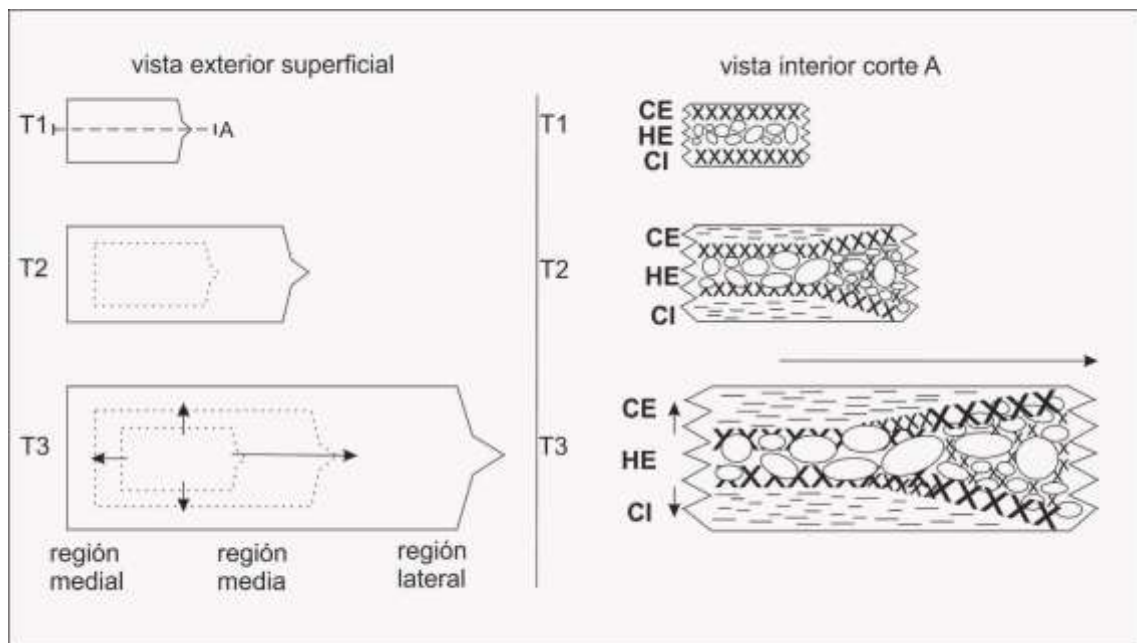 vista exterior superficial
T1
A
T2
T3
región
medial
región
media
región
lateral
vista interior corte A
T1
CE
HE
CI
T2
CE
HE
CI
T3
CE
HE
CI